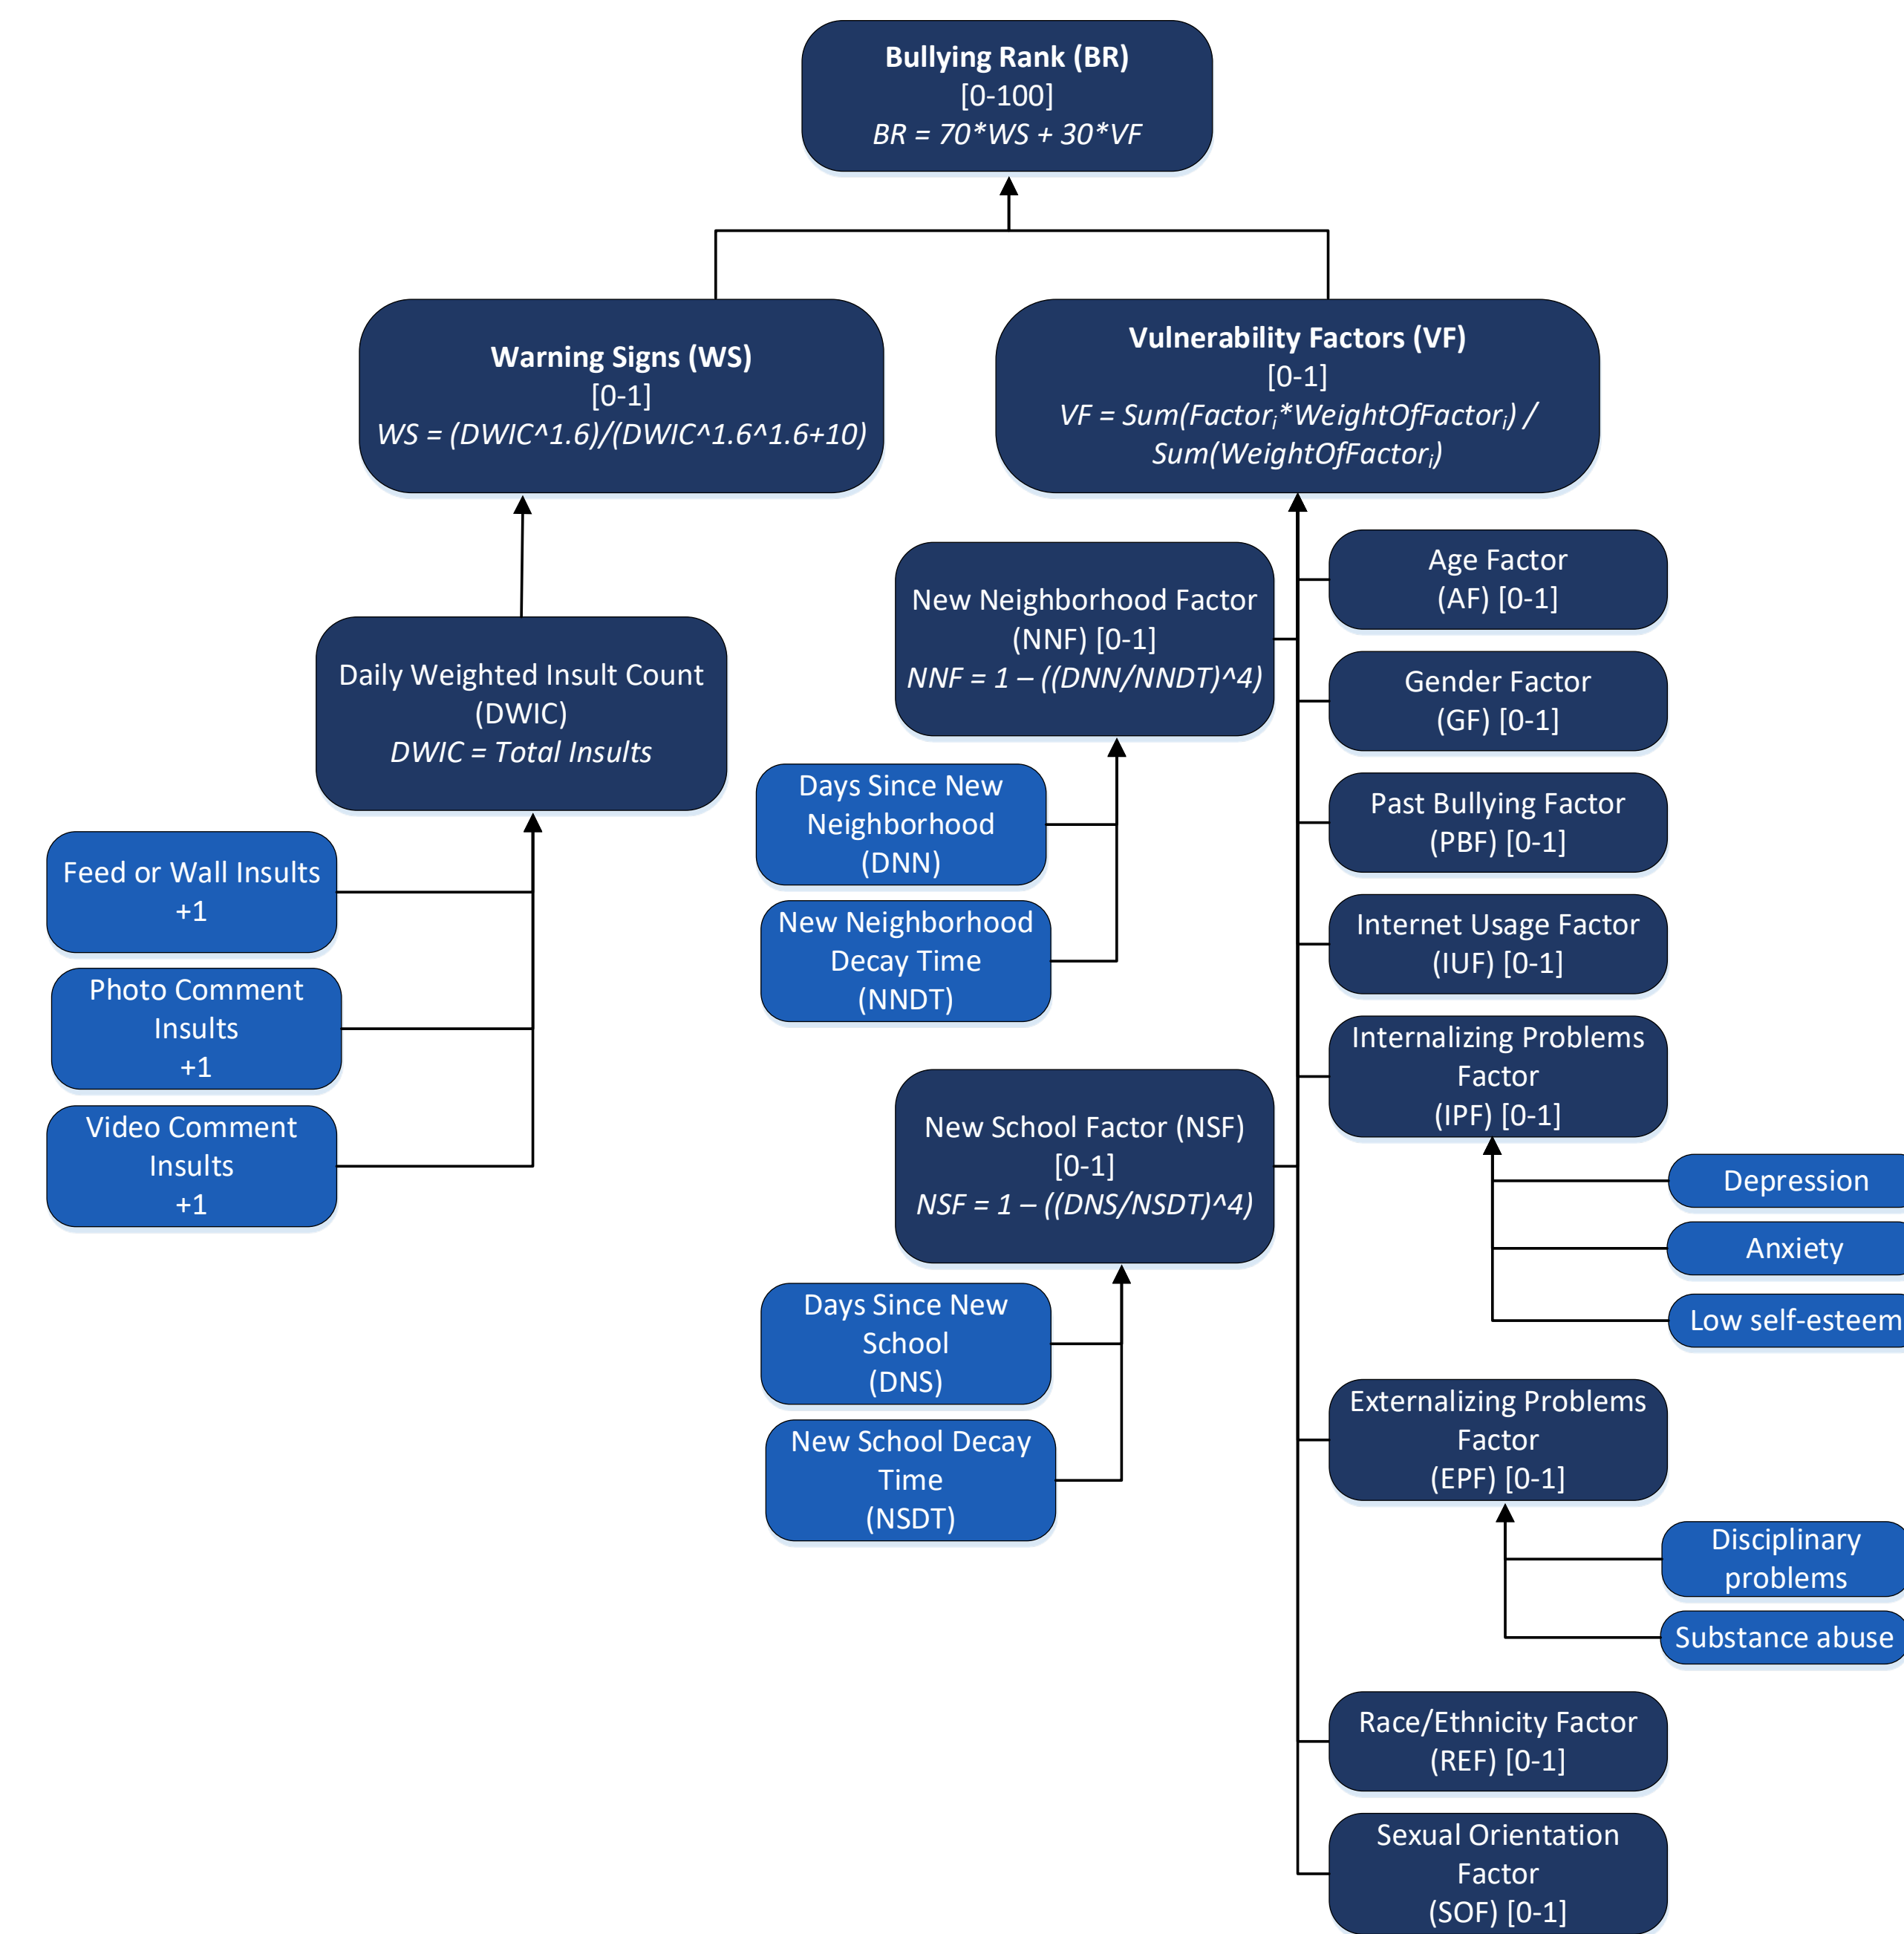 Bullying Rank (BR)
[0-100]
BR = 70*WS + 30*VF
Warning Signs (WS)
[0-1]
WS = (DWIC^1.6)/(DWIC^1.6^1.6+10)
Vulnerability Factors (VF)
[0-1]
VF = Sum(Factorᵢ*WeightOfFactorᵢ) /
Sum(WeightOfFactorᵢ)
Daily Weighted Insult Count
(DWIC)
DWIC = Total Insults
Feed or Wall Insults
+1
Photo Comment
Insults
+1
Video Comment
Insults
+1
New Neighborhood Factor
(NNF) [0-1]
NNF = 1 – ((DNN/NNDT)^4)
Days Since New
Neighborhood
(DNN)
New Neighborhood
Decay Time
(NNDT)
New School Factor (NSF)
[0-1]
NSF = 1 – ((DNS/NSDT)^4)
Days Since New
School
(DNS)
New School Decay
Time
(NSDT)
Age Factor
(AF) [0-1]
Gender Factor
(GF) [0-1]
Past Bullying Factor
(PBF) [0-1]
Internet Usage Factor
(IUF) [0-1]
Internalizing Problems
Factor
(IPF) [0-1]
Depression
Anxiety
Low self-esteem
Externalizing Problems
Factor
(EPF) [0-1]
Disciplinary
problems
Substance abuse
Race/Ethnicity Factor
(REF) [0-1]
Sexual Orientation
Factor
(SOF) [0-1]